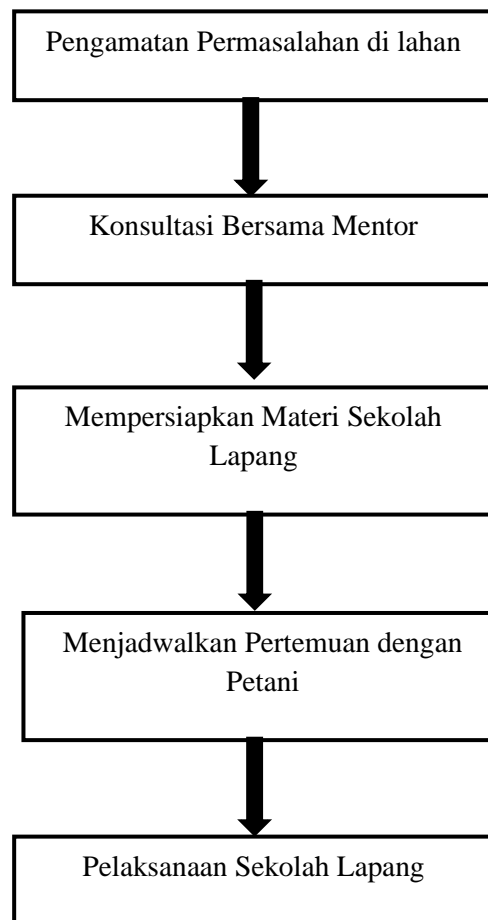 Pengamatan Permasalahan di lahan
Konsultasi Bersama Mentor
Mempersiapkan Materi Sekolah
Lapang
Menjadwalkan Pertemuan dengan
Petani
Pelaksanaan Sekolah Lapang